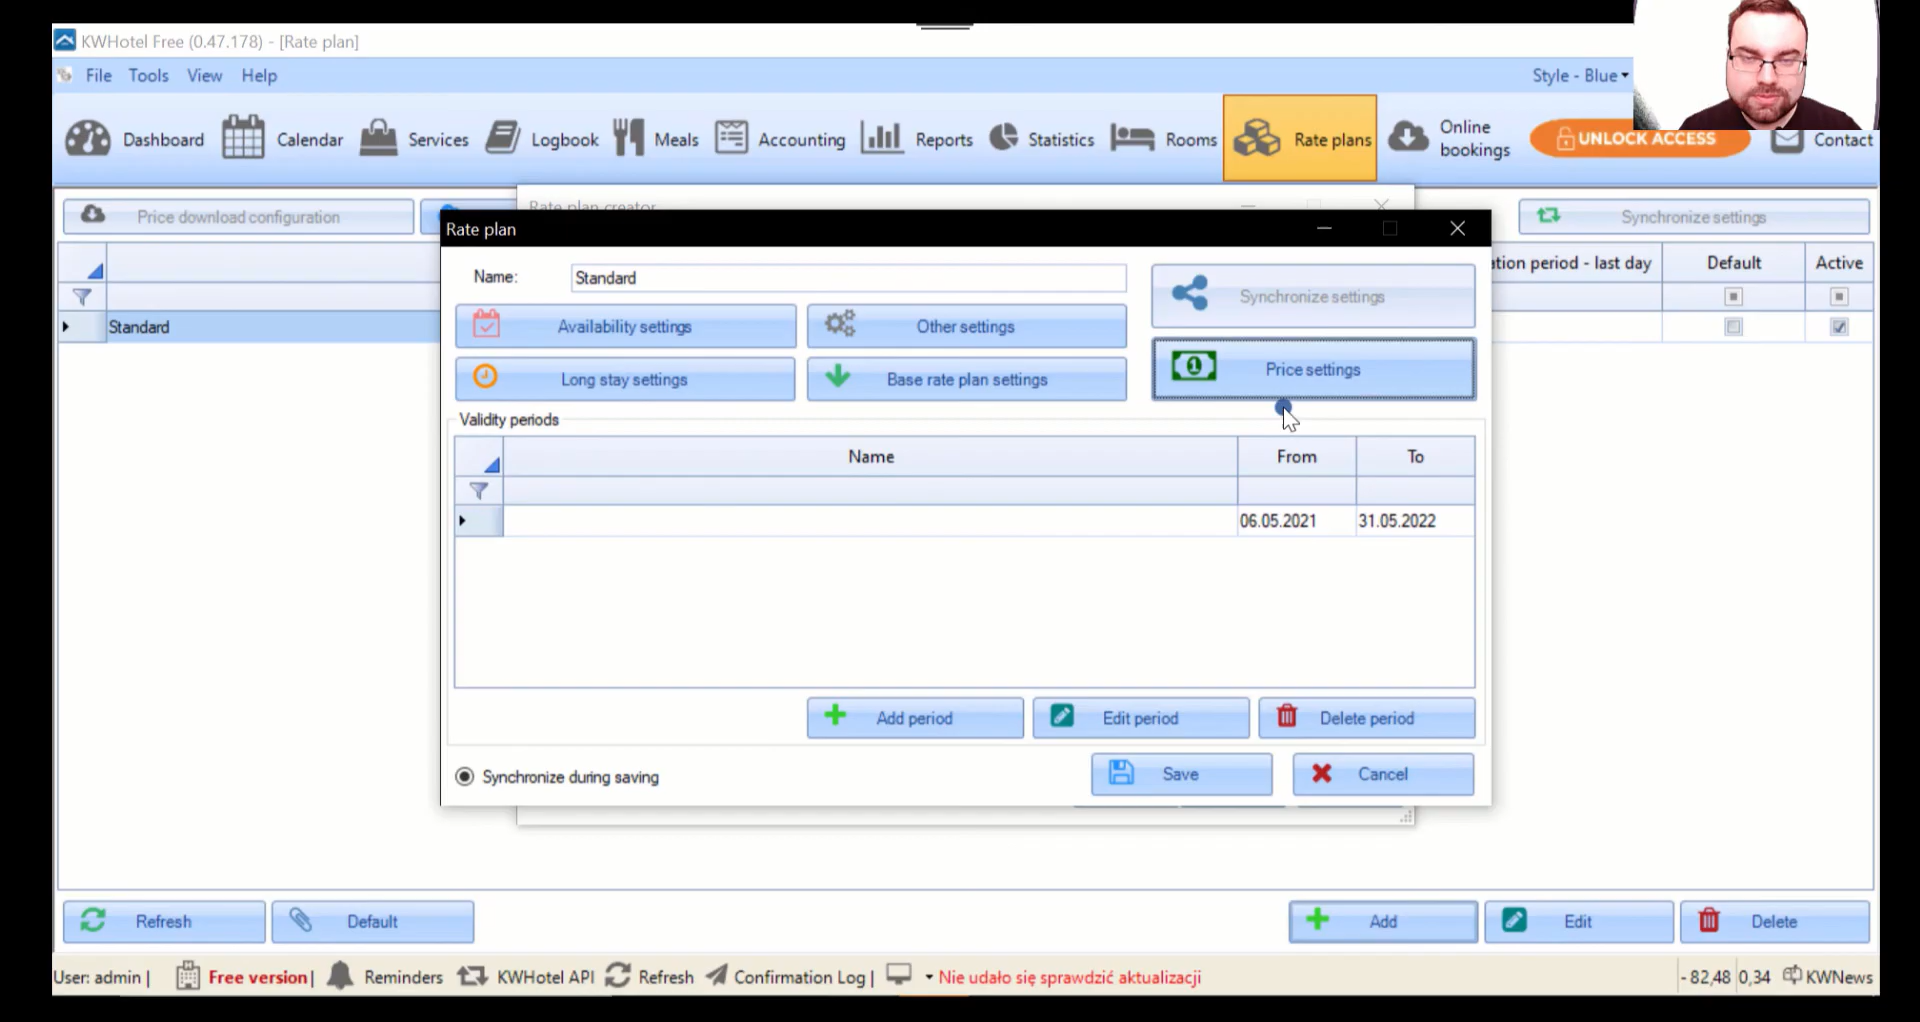 KWHotel Free (0.47.178) - [Rate plan]
File Tools View Help Style - Blue
Dashboard Calendar Services Logbook Meals Accounting Reports Statistics Rooms Rate plans Online bookings UNLOCK ACCESS Contact
Price download configuration Synchronize settings
Rate plan creator
Rate plan
Name: Standard Synchronize settings
Availability settings Other settings
Price settings
Long stay settings Base rate plan settings
ation period - last day Default Active
Standard
Validity periods
Name From To
06.05.2021 31.05.2022
Add period Edit period Delete period
Synchronize during saving Save Cancel
Refresh Default Add Edit Delete
User: admin | Free version | Reminders KWHotel API Refresh Confirmation Log | Nie udało się sprawdzić aktualizacji - 82,48 0,34 KWNews